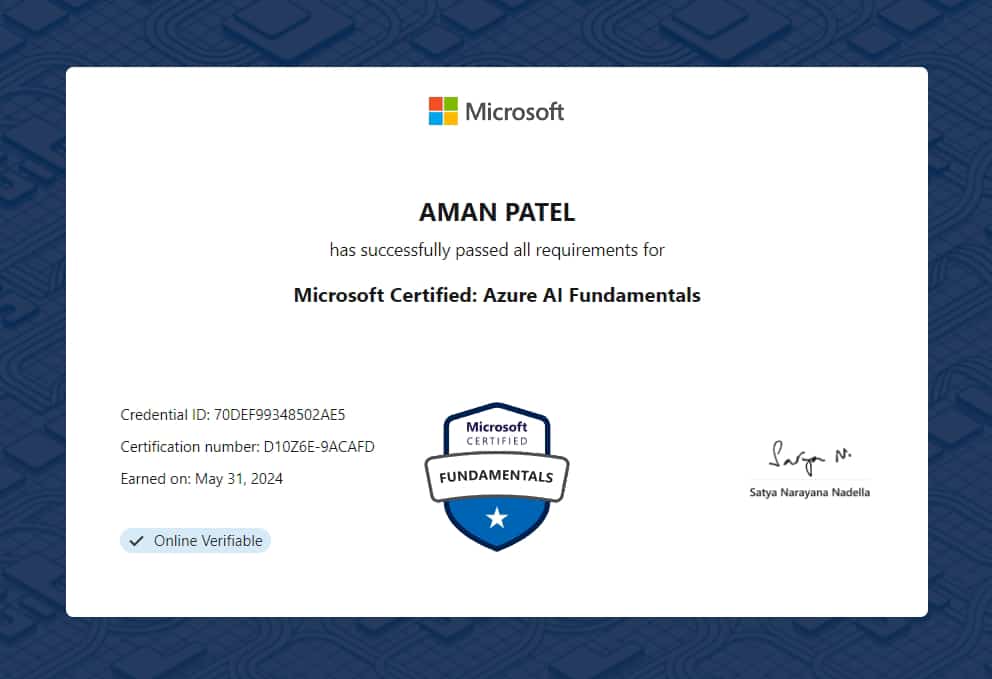 Microsoft
AMAN PATEL
has successfully passed all requirements for
Microsoft Certified: Azure AI Fundamentals
Credential ID: 70DEF99348502AE5
Certification number: D10Z6E-9ACAFD
Earned on: May 31, 2024
Online Verifiable
Microsoft
CERTIFIED
FUNDAMENTALS
Satya N.
Satya Narayana Nadella